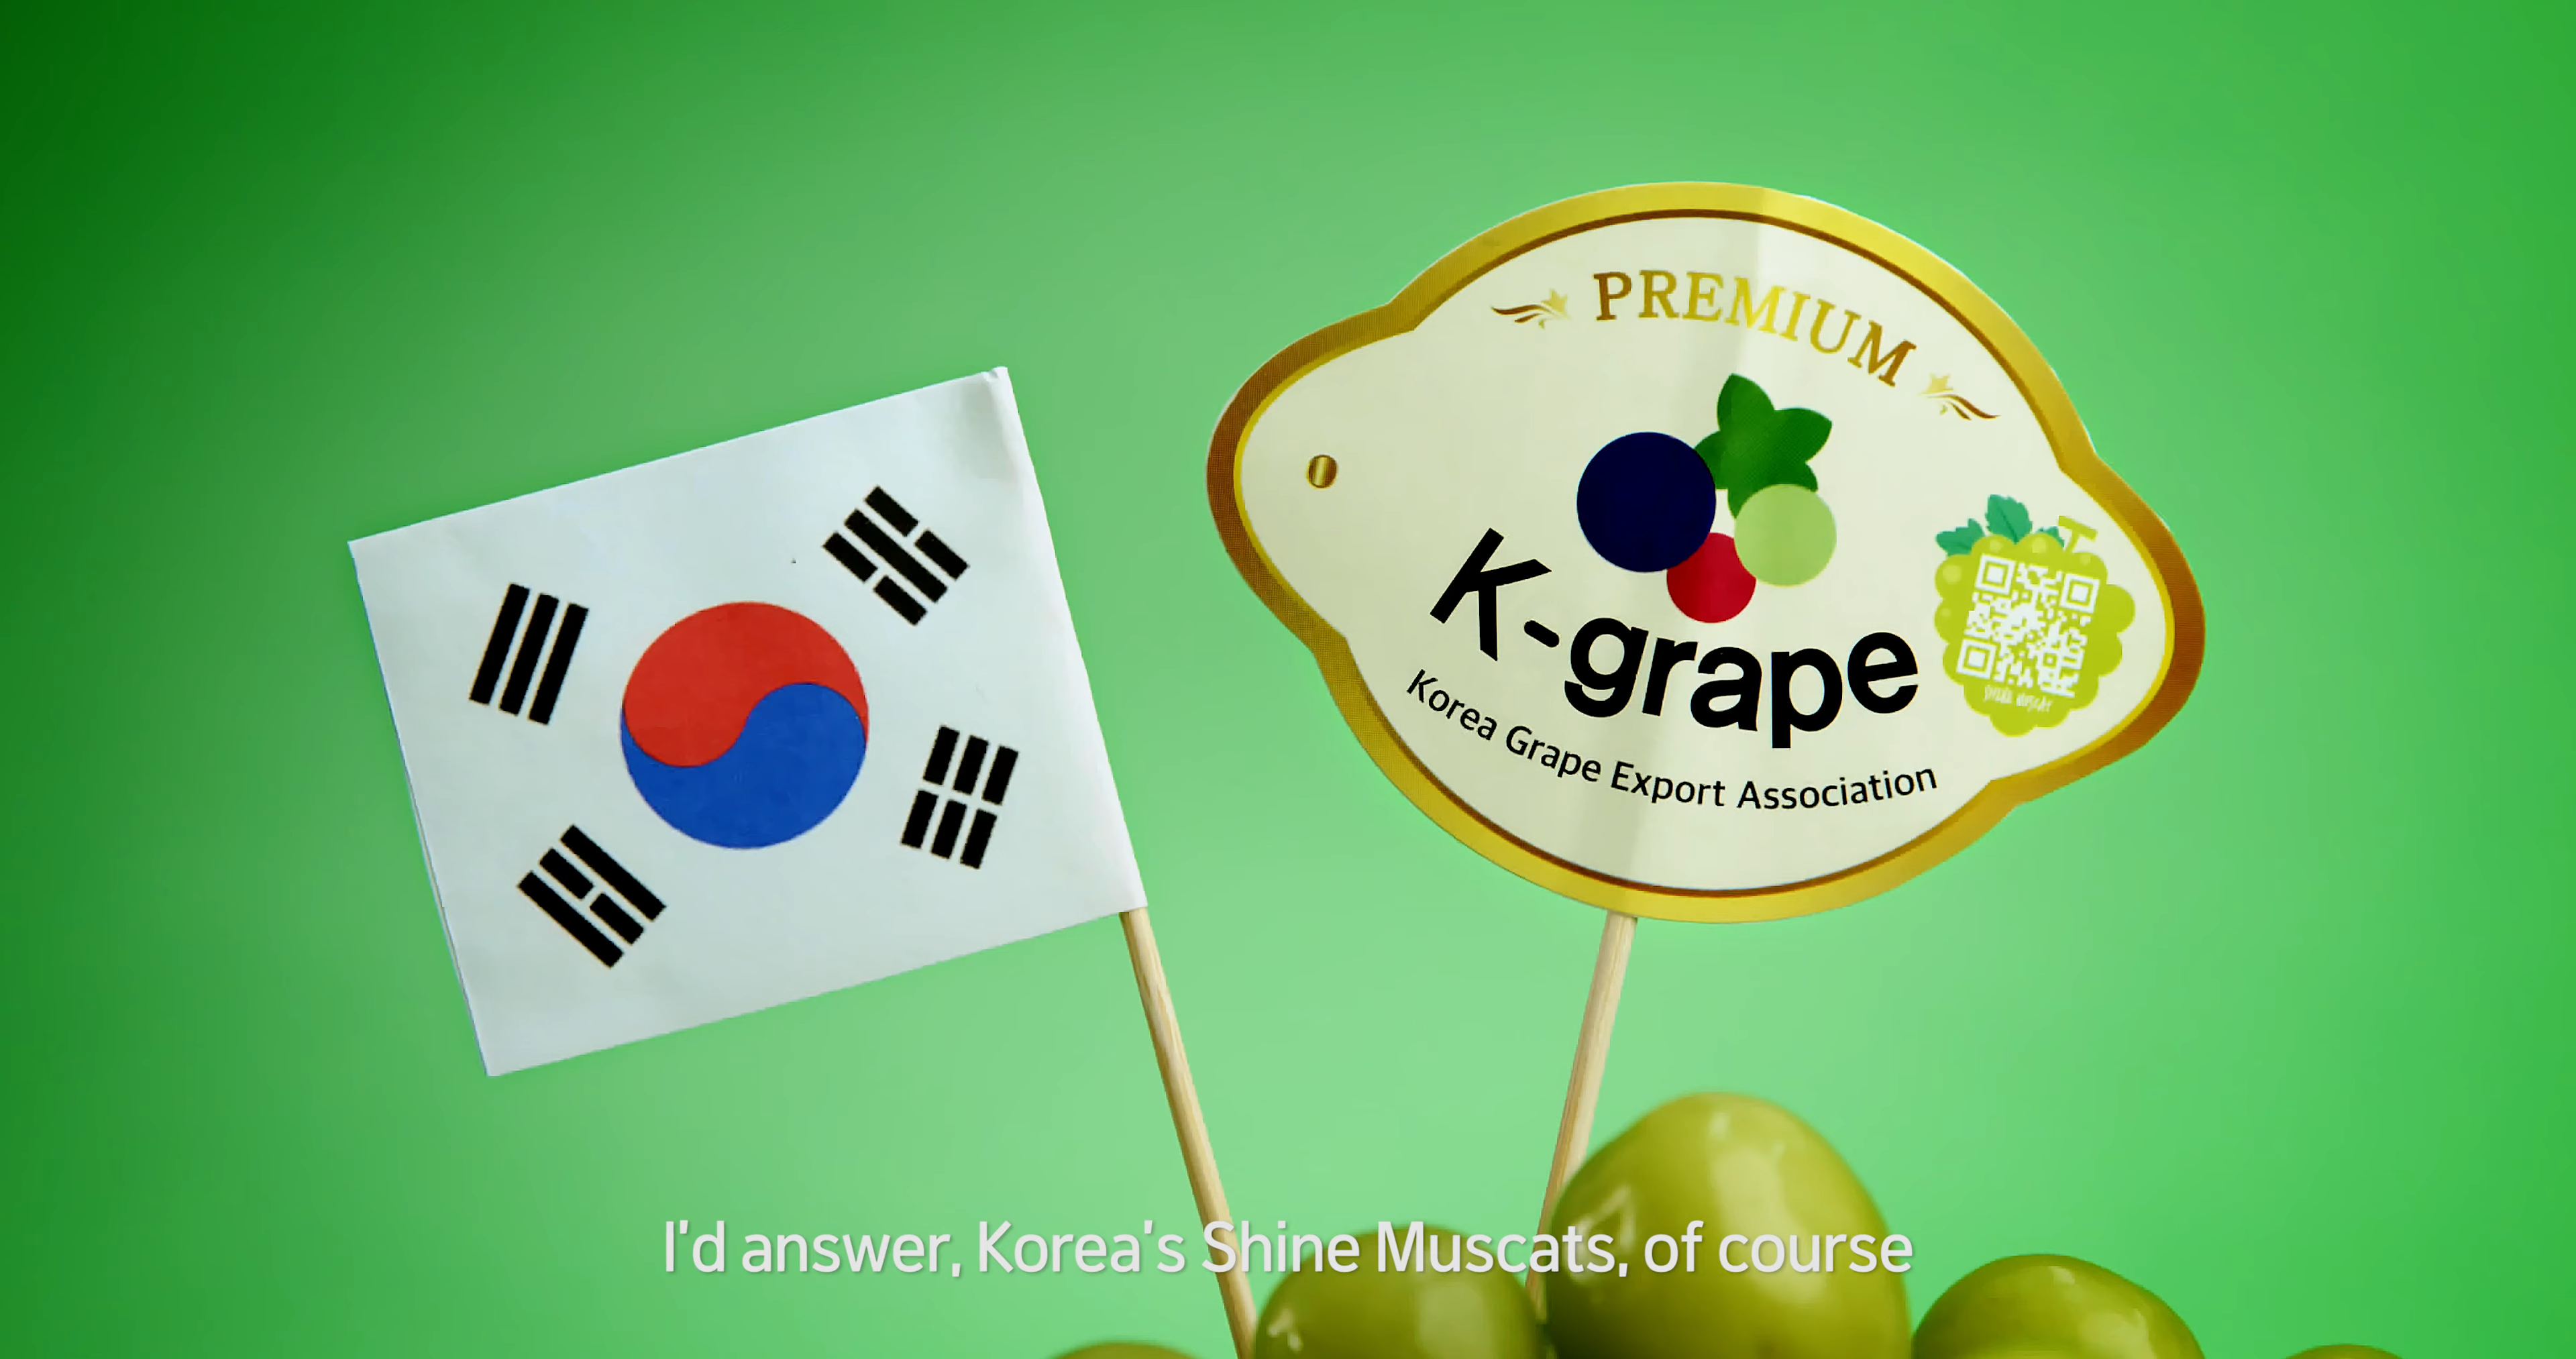 PREMIUM
K-grape
Korea Grape Export Association
I'd answer, Korea's Shine Muscats, of course